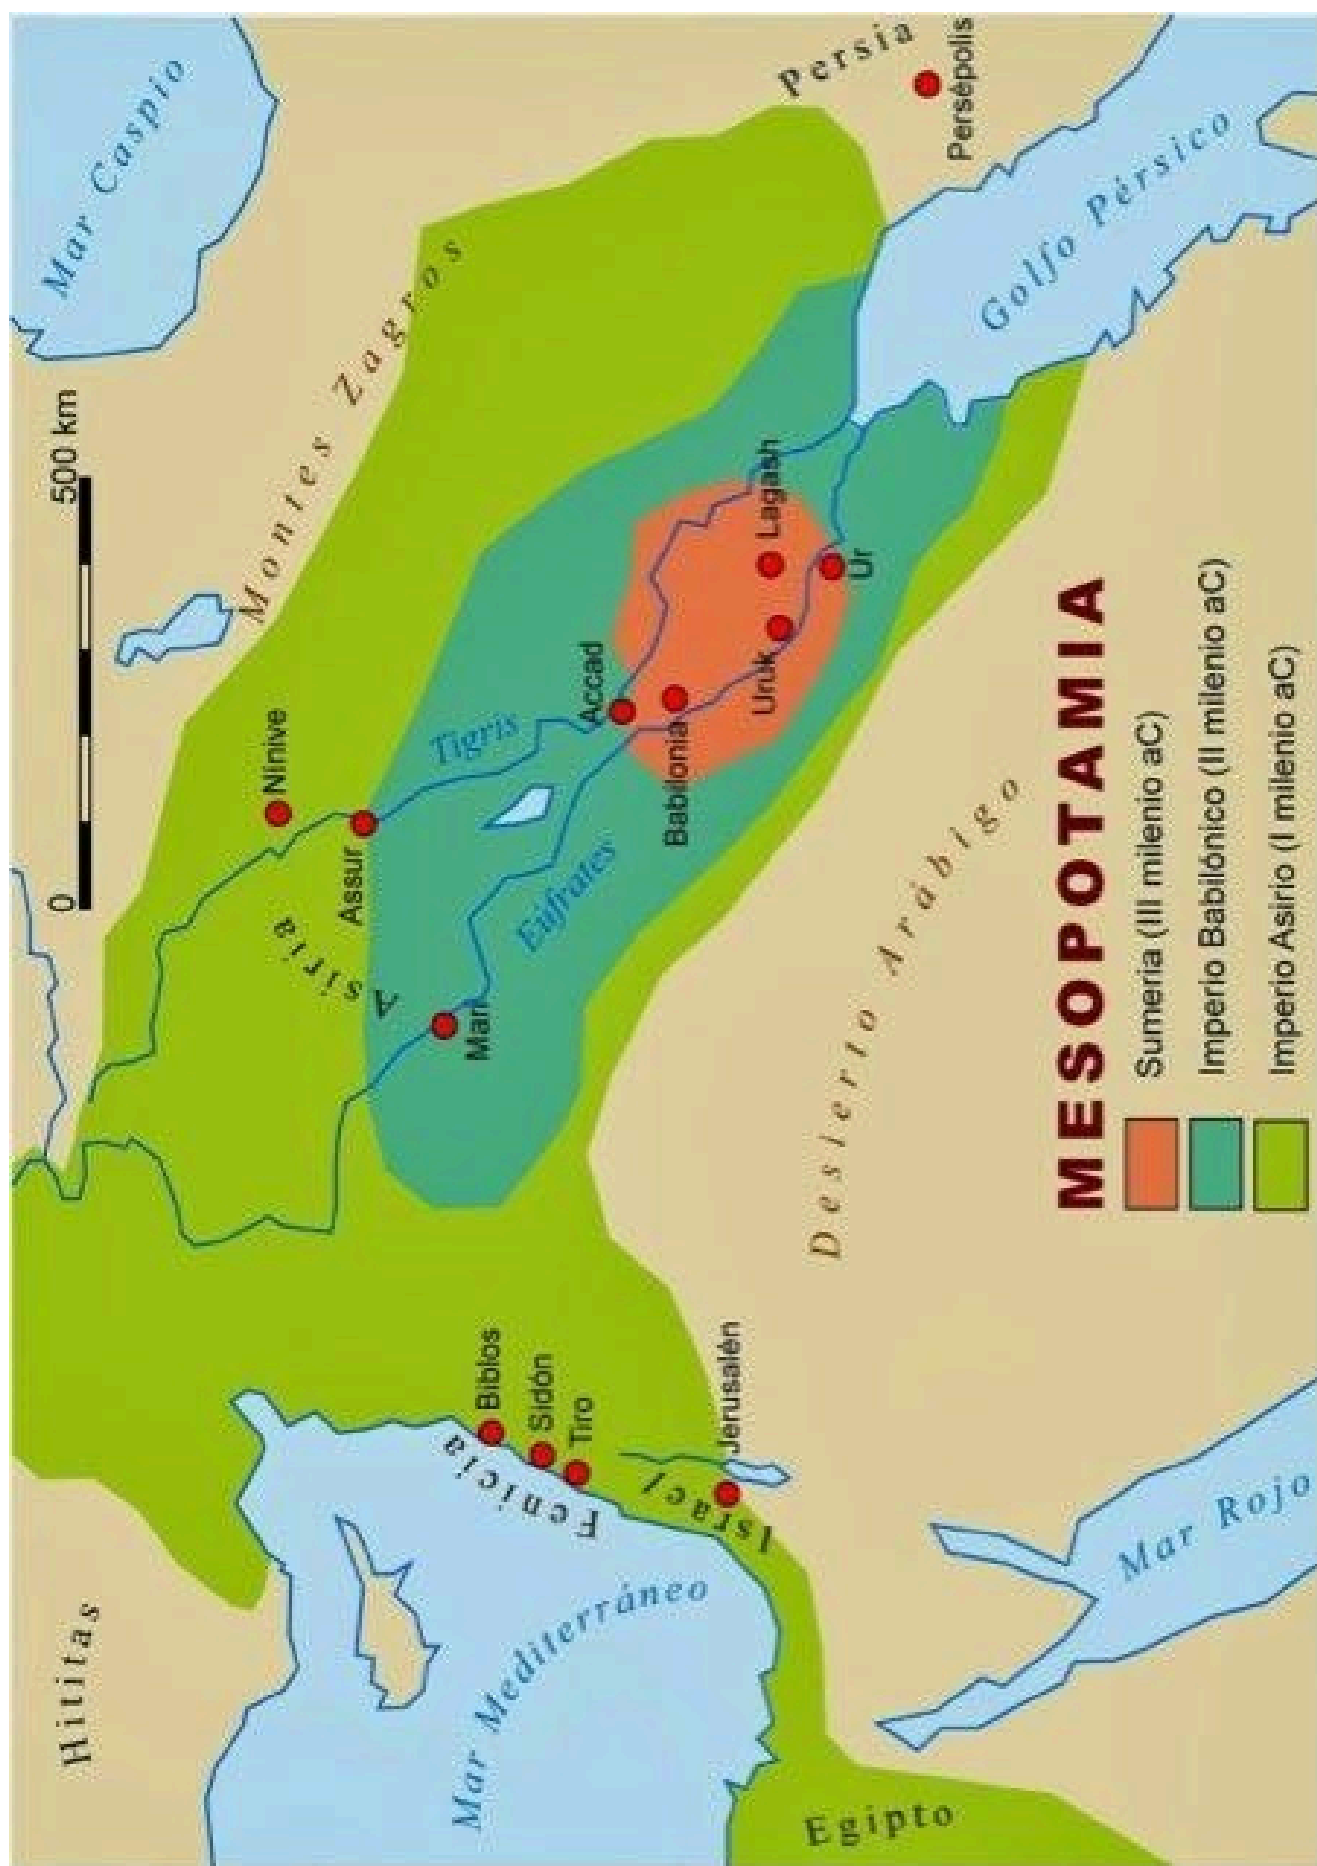 Hititas
0
500 km
Mar Caspio
Montes Zagros
Nínive
Assur
Asiria
Tigris
Eúfrates
Mari
Accad
Babilonia
Uruk
Lagash
Ur
Persia
Persépolis
Golfo Pérsico
Biblos
Sidón
Tiro
Fenicia
Israel
Jerusalén
Mar Mediterráneo
Desierto Arábigo
Egipto
Mar Rojo
MESOPOTAMIA
Sumeria (III milenio aC)
Imperio Babilónico (II milenio aC)
Imperio Asirio (I milenio aC)